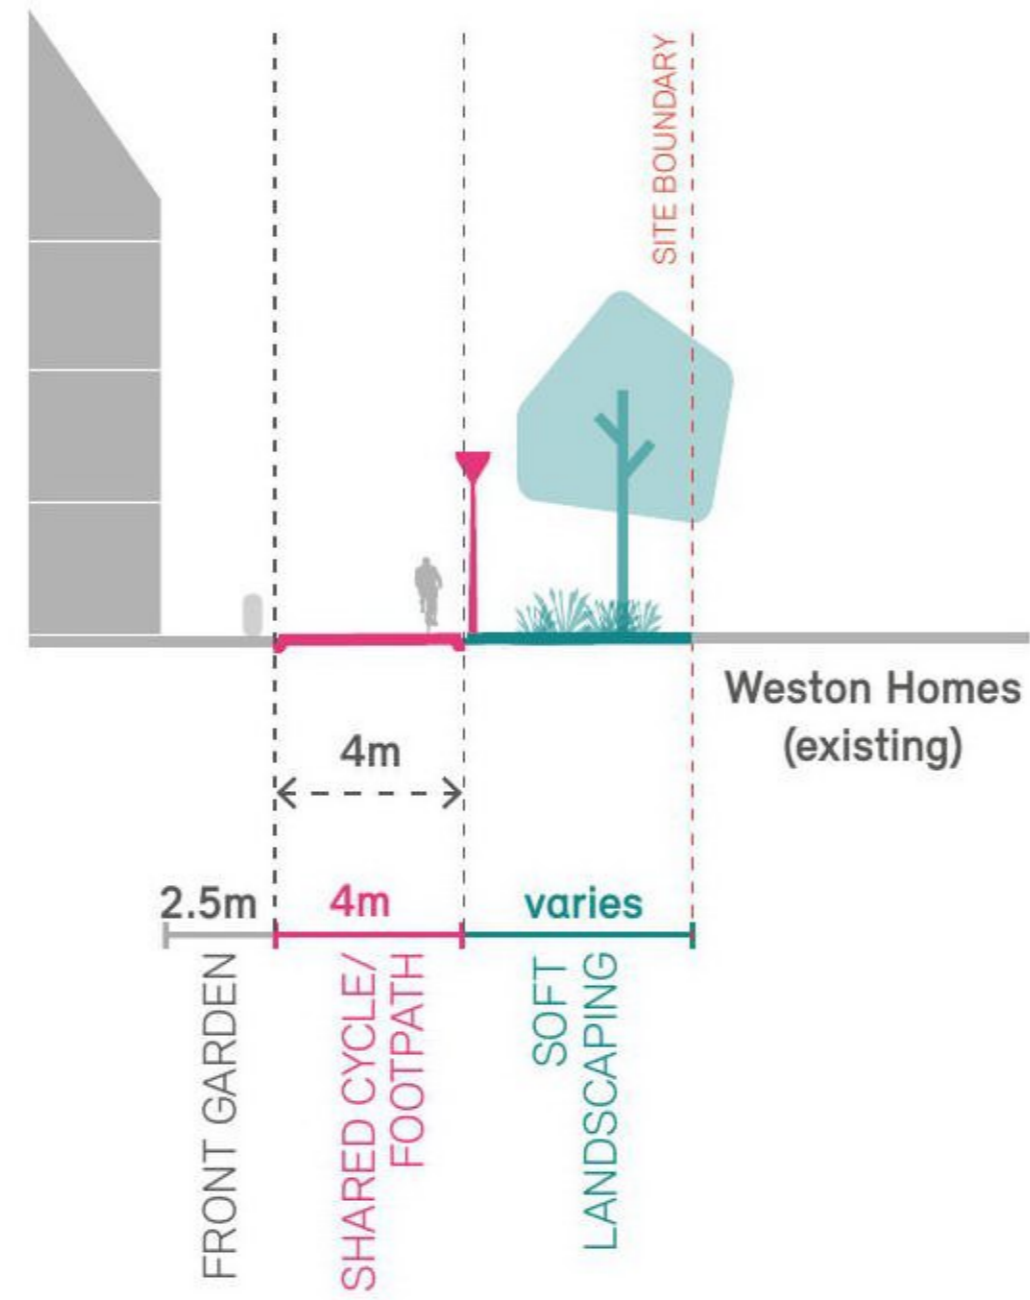 SITE BOUNDARY
Weston Homes
(existing)
4m
2.5m
4m
varies
FRONT GARDEN
SHARED CYCLE/
FOOTPATH
SOFT
LANDSCAPING